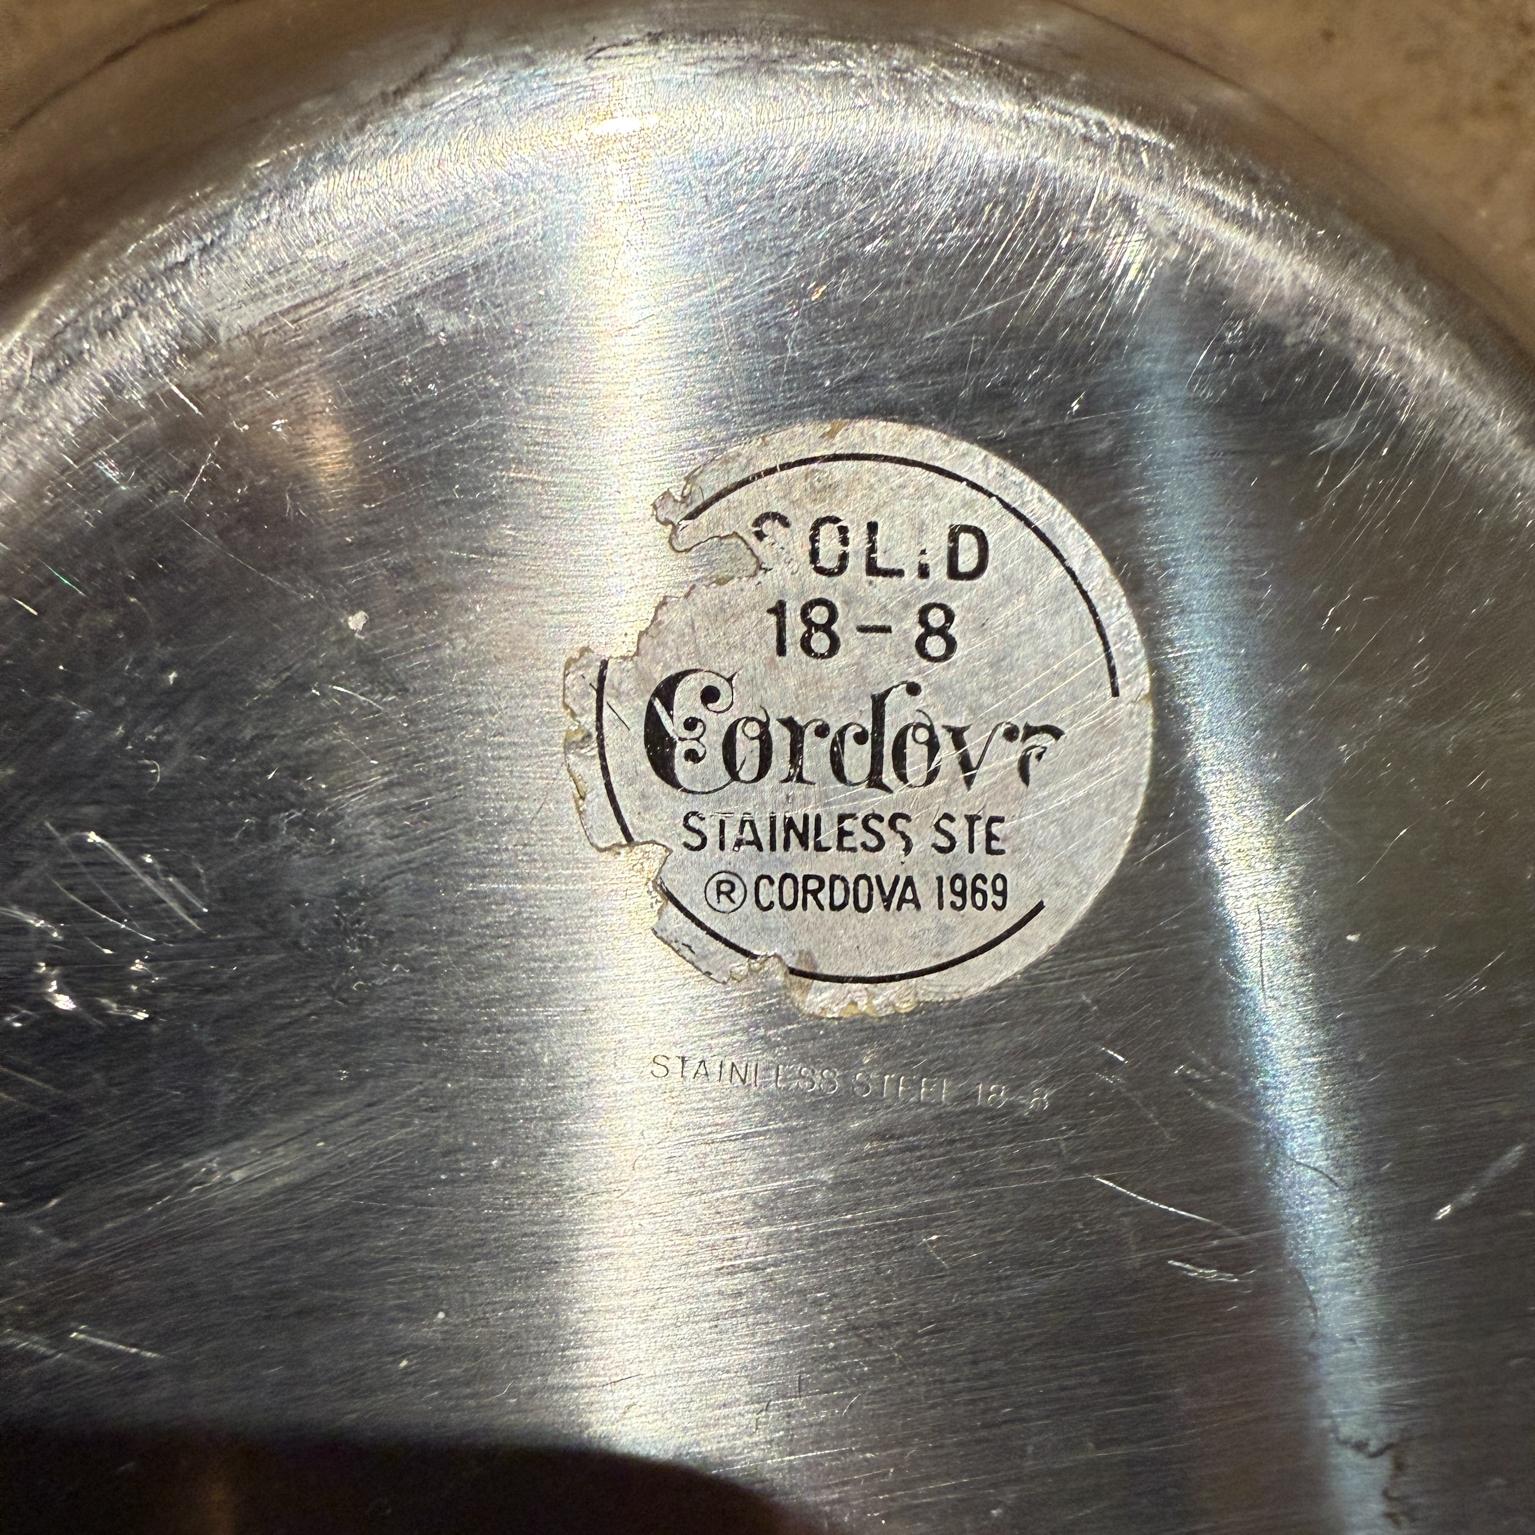 SOLID
18-8
Cordova
STAINLESS STE
® CORDOVA 1969
STAINLESS STEEL 18-8